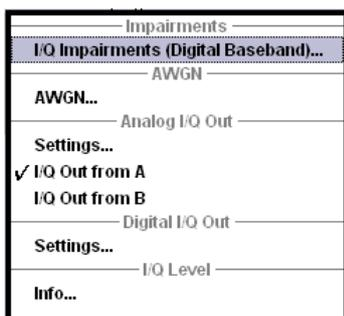 Impairments
I/Q Impairments (Digital Baseband)...
AWGN
AWGN...
Analog I/Q Out
Settings...
✓ I/Q Out from A
I/Q Out from B
Digital I/Q Out
Settings...
I/Q Level
Info...